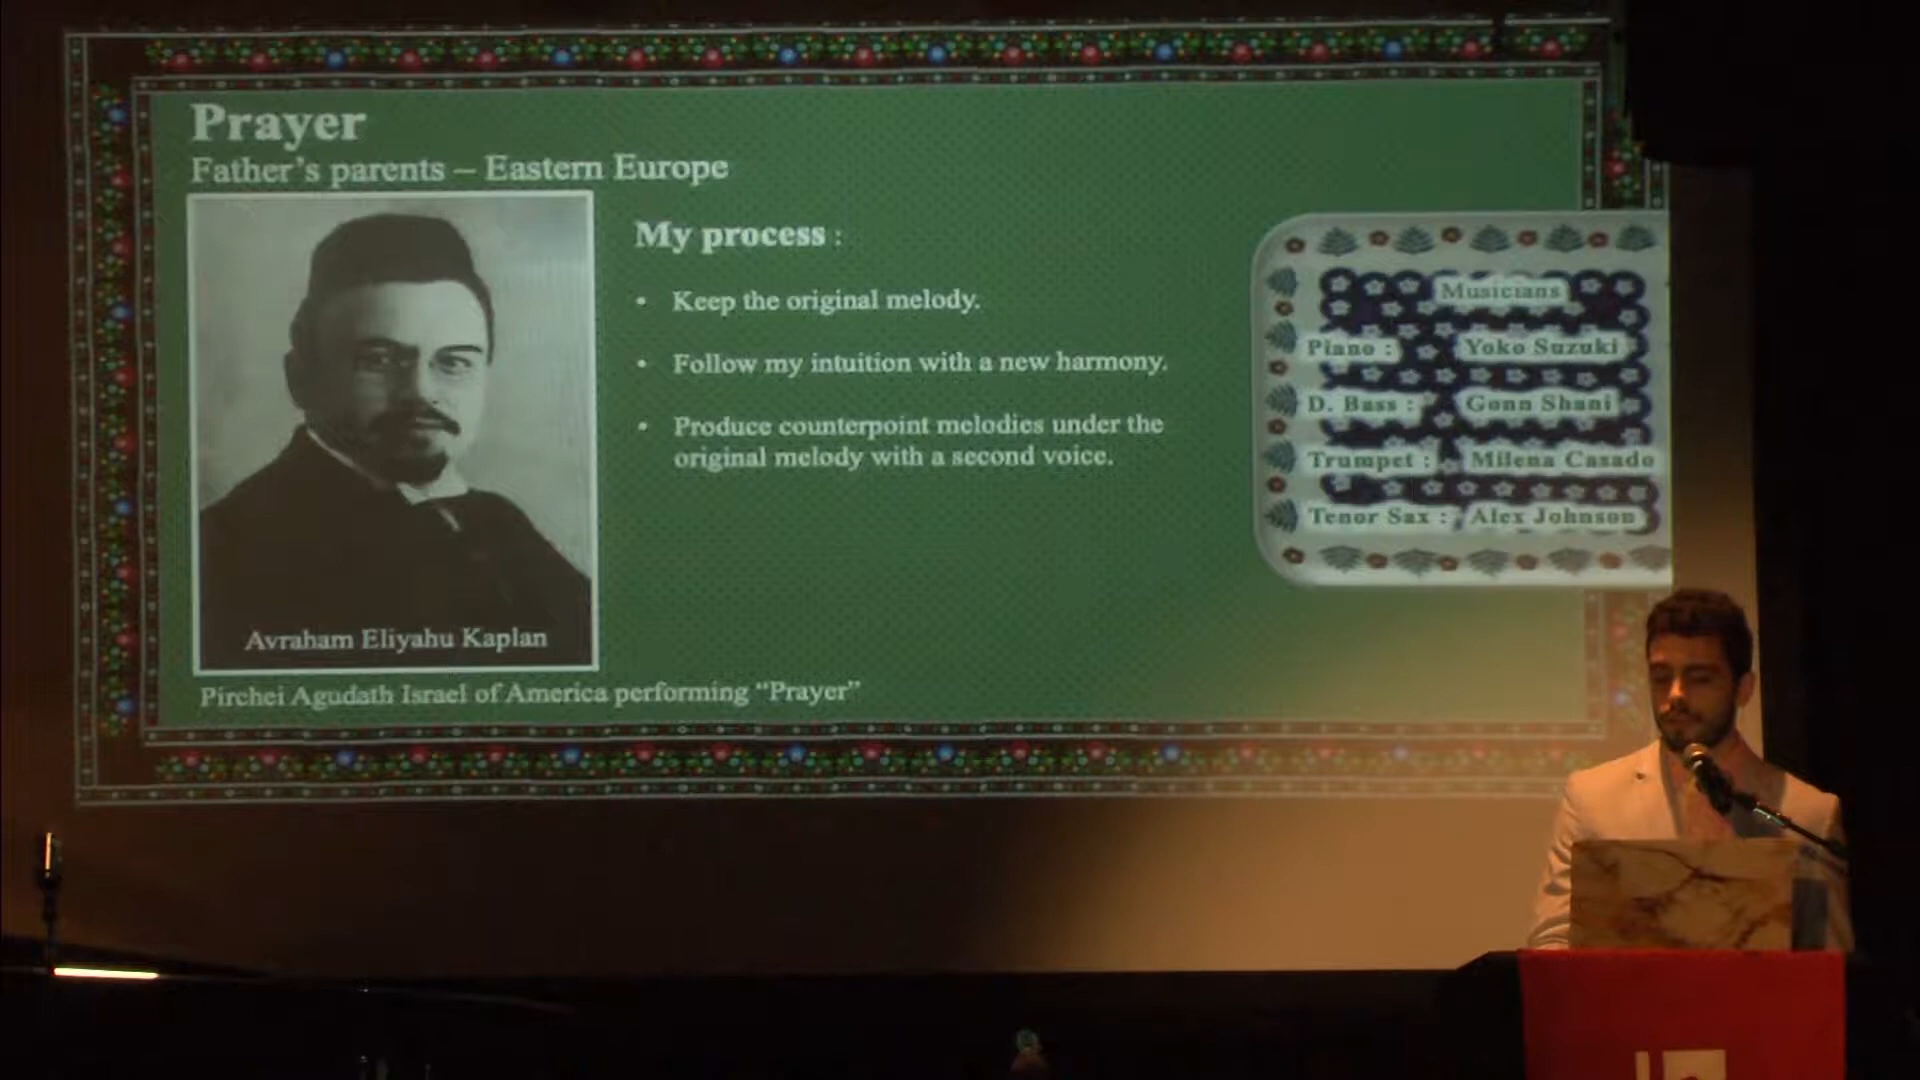 Prayer
Father's parents – Eastern Europe
My process :
• Keep the original melody.
• Follow my intuition with a new harmony.
• Produce counterpoint melodies under the
original melody with a second voice.
Avraham Eliyahu Kaplan
Pirchei Agudath Israel of America performing “Prayer”
Musicians
Piano : Yoko Suzuki
D. Bass : Gonn Shani
Trumpet : Milena Casado
Tenor Sax : Alex Johnson